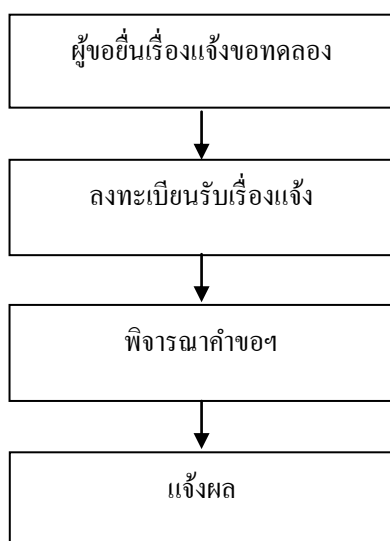 ผู้ขอยื่นเรื่องแจ้งขอทดลอง
ลงทะเบียนรับเรื่องแจ้ง
พิจารณาคำขอฯ
แจ้งผล